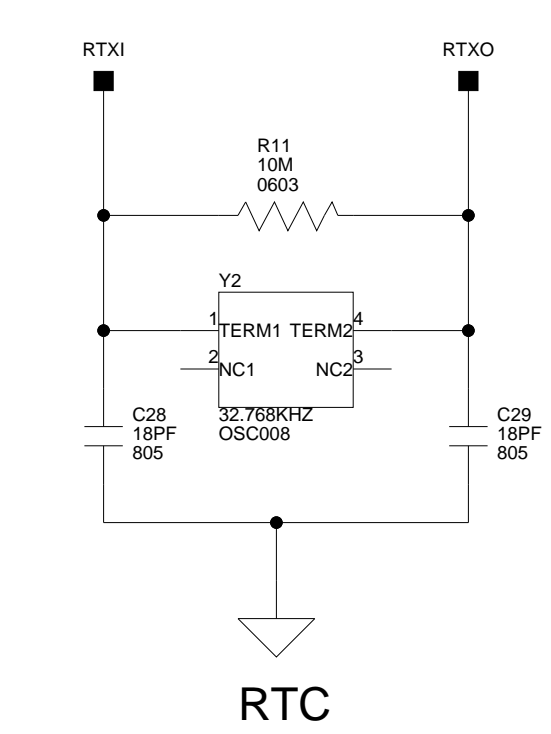 RTXI
RTXO
R11
10M
0603
Y2
1
TERM1
TERM2
4
2
NC1
NC2
3
32.768KHZ
OSC008
C28
18PF
805
C29
18PF
805
RTC